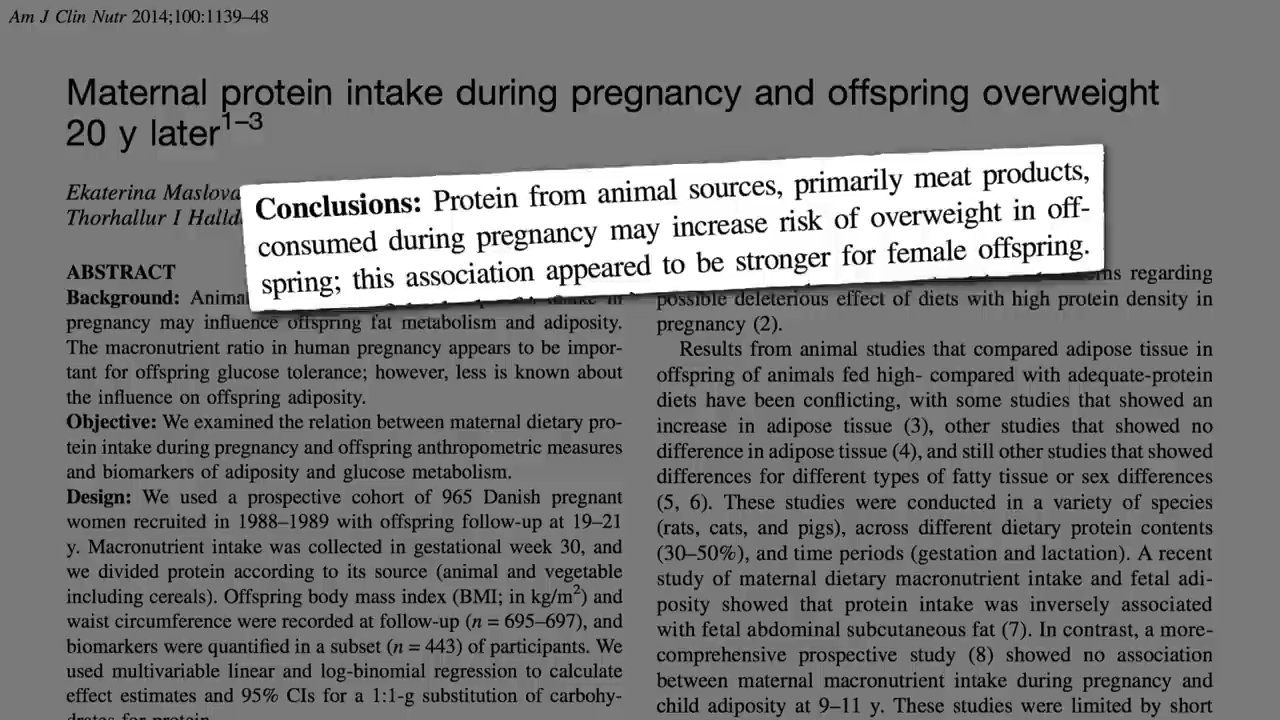 Am J Clin Nutr 2014;100:1139–48
Maternal protein intake during pregnancy and offspring overweight
20 y later¹⁻³
Ekaterina Maslova
Thorhallur I Halld
Conclusions: Protein from animal sources, primarily meat products,
consumed during pregnancy may increase risk of overweight in off-
spring; this association appeared to be stronger for female offspring.
ABSTRACT
Background: Anima
pregnancy may influence offspring fat metabolism and adiposity.
The macronutrient ratio in human pregnancy appears to be impor-
tant for offspring glucose tolerance; however, less is known about
the influence on offspring adiposity.
Objective: We examined the relation between maternal dietary pro-
tein intake during pregnancy and offspring anthropometric measures
and biomarkers of adiposity and glucose metabolism.
Design: We used a prospective cohort of 965 Danish pregnant
women recruited in 1988–1989 with offspring follow-up at 19–21
y. Macronutrient intake was collected in gestational week 30, and
we divided protein according to its source (animal and vegetable
including cereals). Offspring body mass index (BMI; in kg/m²) and
waist circumference were recorded at follow-up (n = 695–697), and
biomarkers were quantified in a subset (n = 443) of participants. We
used multivariable linear and log-binomial regression to calculate
effect estimates and 95% CIs for a 1:1-g substitution of carbohy-
drates for protein.
regarding
possible deleterious effect of diets with high protein density in
pregnancy (2).
Results from animal studies that compared adipose tissue in
offspring of animals fed high- compared with adequate-protein
diets have been conflicting, with some studies that showed an
increase in adipose tissue (3), other studies that showed no
difference in adipose tissue (4), and still other studies that showed
differences for different types of fatty tissue or sex differences
(5, 6). These studies were conducted in a variety of species
(rats, cats, and pigs), across different dietary protein contents
(30–50%), and time periods (gestation and lactation). A recent
study of maternal dietary macronutrient intake and fetal adi-
posity showed that protein intake was inversely associated
with fetal abdominal subcutaneous fat (7). In contrast, a more-
comprehensive prospective study (8) showed no association
between maternal macronutrient intake during pregnancy and
child adiposity at 9–11 y. These studies were limited by short